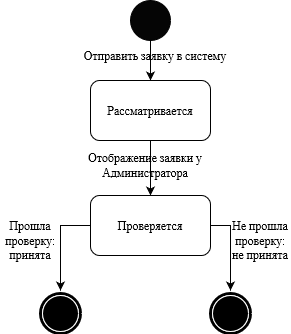 Отправить заявку в систему
Рассматривается
Отображение заявки у
Администратора
Проверяется
Прошла
проверку:
принята
Не прошла
проверку:
не принята